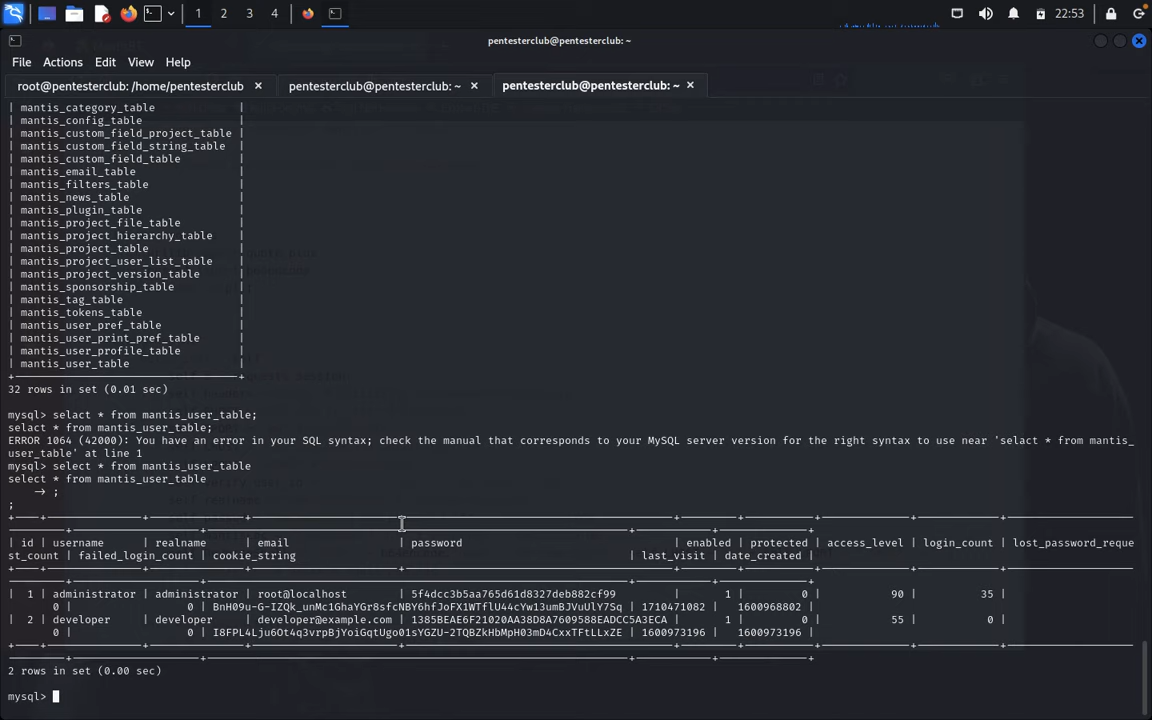 1 2 3 4 22:53
pentesterclub@pentesterclub: ~
File Actions Edit View Help
root@pentesterclub: /home/pentesterclub × pentesterclub@pentesterclub: ~ × pentesterclub@pentesterclub: ~ ×
| mantis_category_table |
| mantis_config_table |
| mantis_custom_field_project_table |
| mantis_custom_field_string_table |
| mantis_custom_field_table |
| mantis_email_table |
| mantis_filters_table |
| mantis_news_table |
| mantis_plugin_table |
| mantis_project_file_table |
| mantis_project_hierarchy_table |
| mantis_project_table |
| mantis_project_user_list_table |
| mantis_project_version_table |
| mantis_sponsorship_table |
| mantis_tag_table |
| mantis_tokens_table |
| mantis_user_pref_table |
| mantis_user_print_pref_table |
| mantis_user_profile_table |
| mantis_user_table |
32 rows in set (0.01 sec)
mysql> selact * from mantis_user_table;
selact * from mantis_user_table;
ERROR 1064 (42000): You have an error in your SQL syntax; check the manual that corresponds to your MySQL server version for the right syntax to use near 'selact * from mantis_
user_table' at line 1
mysql> select * from mantis_user_table
select * from mantis_user_table
-> ;
;
| id | username | realname | email | password | enabled | protected | access_level | login_count | lost_password_reque
st_count | failed_login_count | cookie_string | last_visit | date_created |
| 1 | administrator | administrator | root@localhost | 5f4dcc3b5aa765d61d8327deb882cf99 | 1 | 0 | 90 | 35 |
0 | 0 | BnH09u-G-IZQk_unMc1GhaYGr8sfcNBY6hfJoFX1WTflU44cYw13umBJVuUlY7Sq | 1710471082 | 1600968802 |
| 2 | developer | developer | developer@example.com | 1385BEAE6F21020AA38D8A7609588EADCC5A3ECA | 1 | 0 | 55 | 0 |
0 | 0 | I8FPL4Lju6Ot4q3vrpBjYoiGqtUgo01sYGZU-2TQBZkHbMpH03mD4CxxTFtLLxZE | 1600973196 | 1600973196 |
2 rows in set (0.00 sec)
mysql>